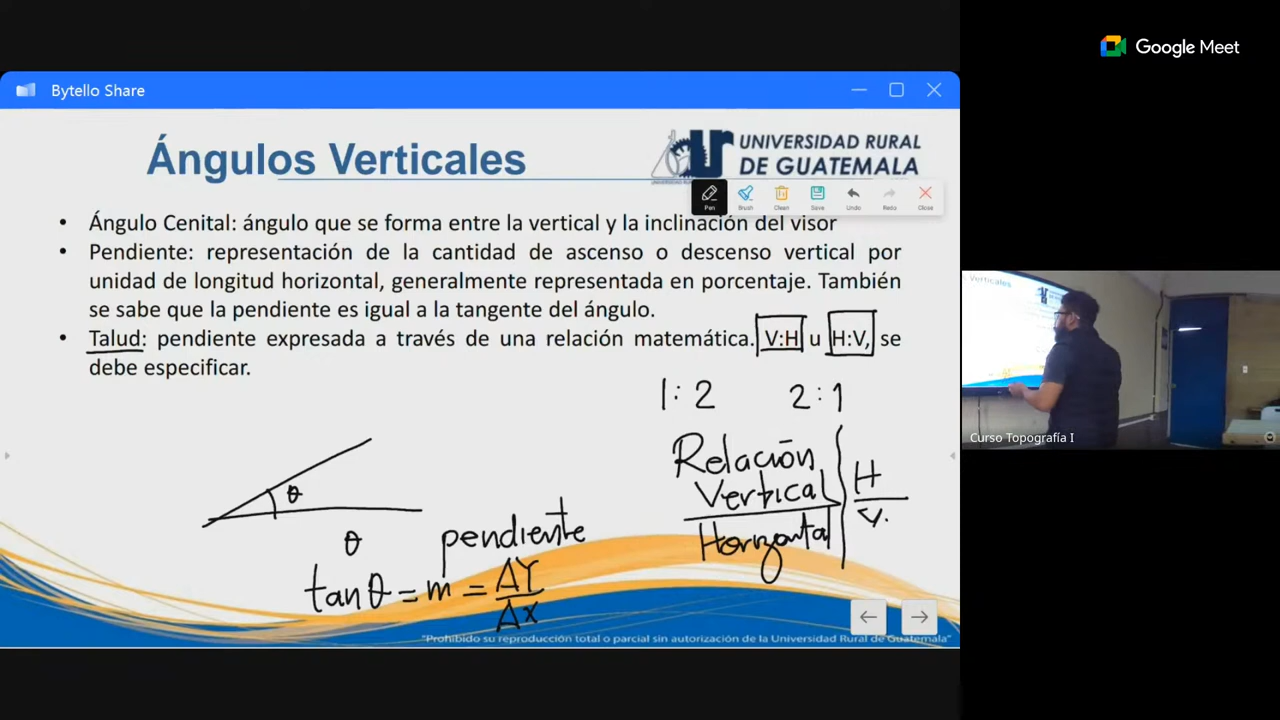 Google Meet
Bytello Share
Ángulos Verticales
UNIVERSIDAD RURAL
DE GUATEMALA
Pen Brush Clean Save Undo Redo Close
• Ángulo Cenital: ángulo que se forma entre la vertical y la inclinación del visor
• Pendiente: representación de la cantidad de ascenso o descenso vertical por
unidad de longitud horizontal, generalmente representada en porcentaje. También
se sabe que la pendiente es igual a la tangente del ángulo.
• Talud: pendiente expresada a través de una relación matemática. V:H u H:V, se
debe especificar.
1:2 2:1
Relación
Vertical
Horizontal
H
V.
θ
θ
pendiente
tanθ = m = ΔY
Δx
"Prohibido su reproducción total o parcial sin autorización de la Universidad Rural de Guatemala"
Verticales
Curso Topografía I